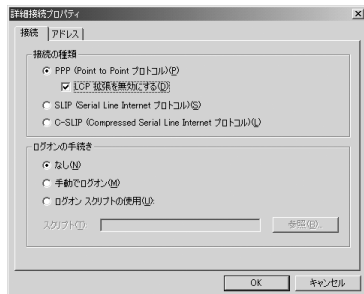 詳細接続プロパティ
接続 アドレス
接続の種類
PPP (Point to Point プロトコル)(P)
LCP 拡張を無効にする(D)
SLIP (Serial Line Internet プロトコル)(S)
C-SLIP (Compressed Serial Line Internet プロトコル)(L)
ログオンの手続き
なし(N)
手動でログオン(M)
ログオン スクリプトの使用(U):
スクリプト(T)
参照(B)...
OK キャンセル